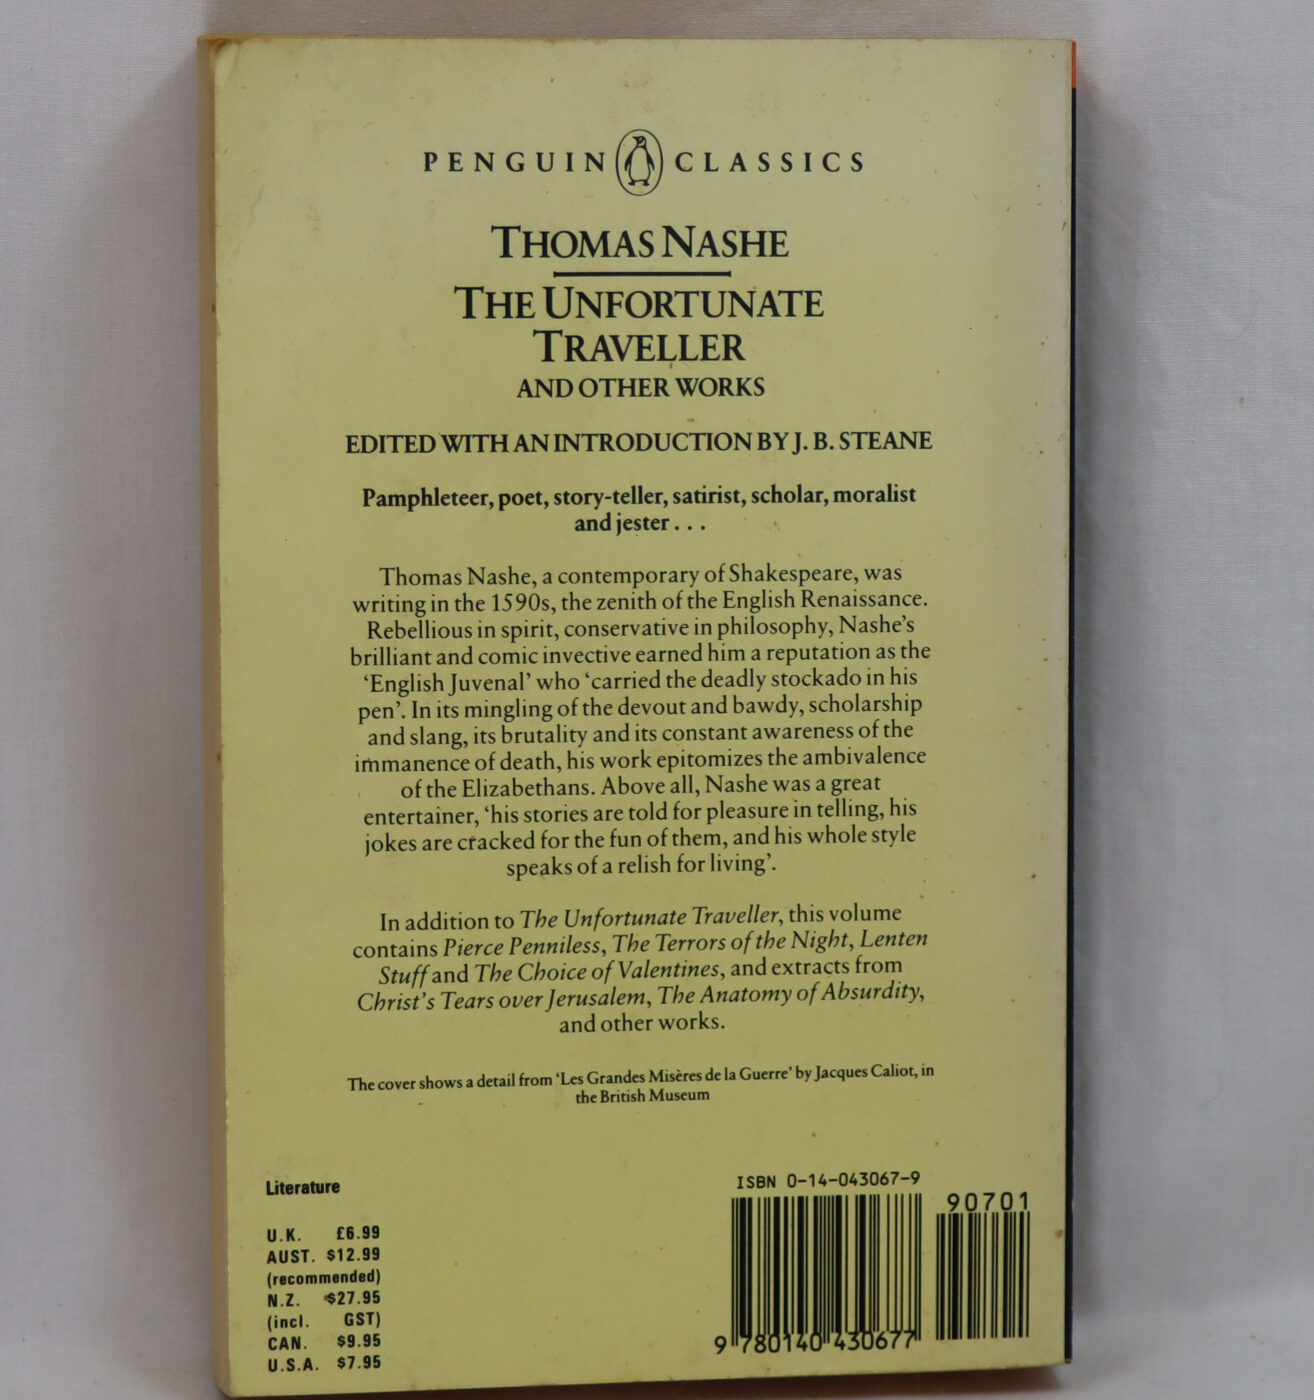 PENGUIN CLASSICS
THOMAS NASHE
THE UNFORTUNATE
TRAVELLER
AND OTHER WORKS
EDITED WITH AN INTRODUCTION BY J. B. STEANE
Pamphleteer, poet, story-teller, satirist, scholar, moralist
and jester . . .
Thomas Nashe, a contemporary of Shakespeare, was
writing in the 1590s, the zenith of the English Renaissance.
Rebellious in spirit, conservative in philosophy, Nashe's
brilliant and comic invective earned him a reputation as the
'English Juvenal' who 'carried the deadly stockado in his
pen'. In its mingling of the devout and bawdy, scholarship
and slang, its brutality and its constant awareness of the
immanence of death, his work epitomizes the ambivalence
of the Elizabethans. Above all, Nashe was a great
entertainer, 'his stories are told for pleasure in telling, his
jokes are cracked for the fun of them, and his whole style
speaks of a relish for living'.
In addition to The Unfortunate Traveller, this volume
contains Pierce Penniless, The Terrors of the Night, Lenten
Stuff and The Choice of Valentines, and extracts from
Christ's Tears over Jerusalem, The Anatomy of Absurdity,
and other works.
The cover shows a detail from 'Les Grandes Misères de la Guerre' by Jacques Caliot, in
the British Museum
Literature
U.K. £6.99
AUST. $12.99
(recommended)
N.Z. $27.95
(incl. GST)
CAN. $9.95
U.S.A. $7.95
ISBN 0-14-043067-9
90701
9 780140 430677